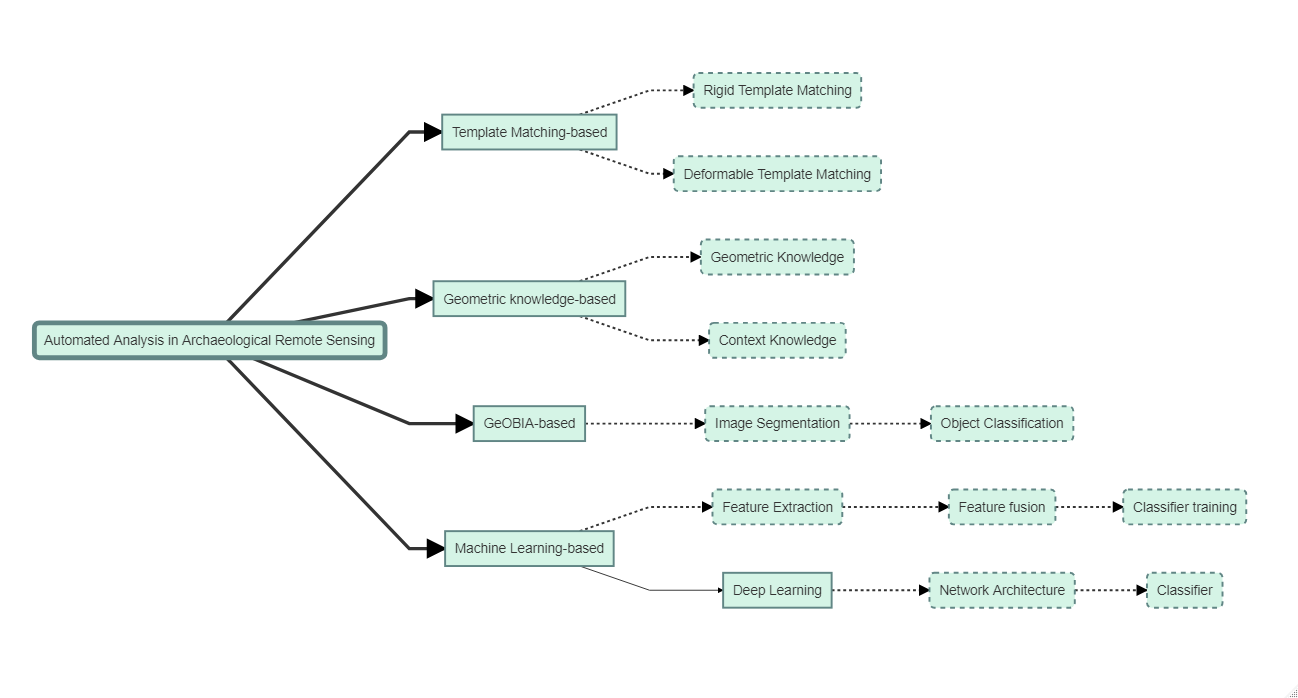 Rigid Template Matching
Template Matching-based
Deformable Template Matching
Geometric Knowledge
Geometric knowledge-based
Context Knowledge
Automated Analysis in Archaeological Remote Sensing
GeOBIA-based
Image Segmentation
Object Classification
Feature Extraction
Feature fusion
Classifier training
Machine Learning-based
Deep Learning
Network Architecture
Classifier